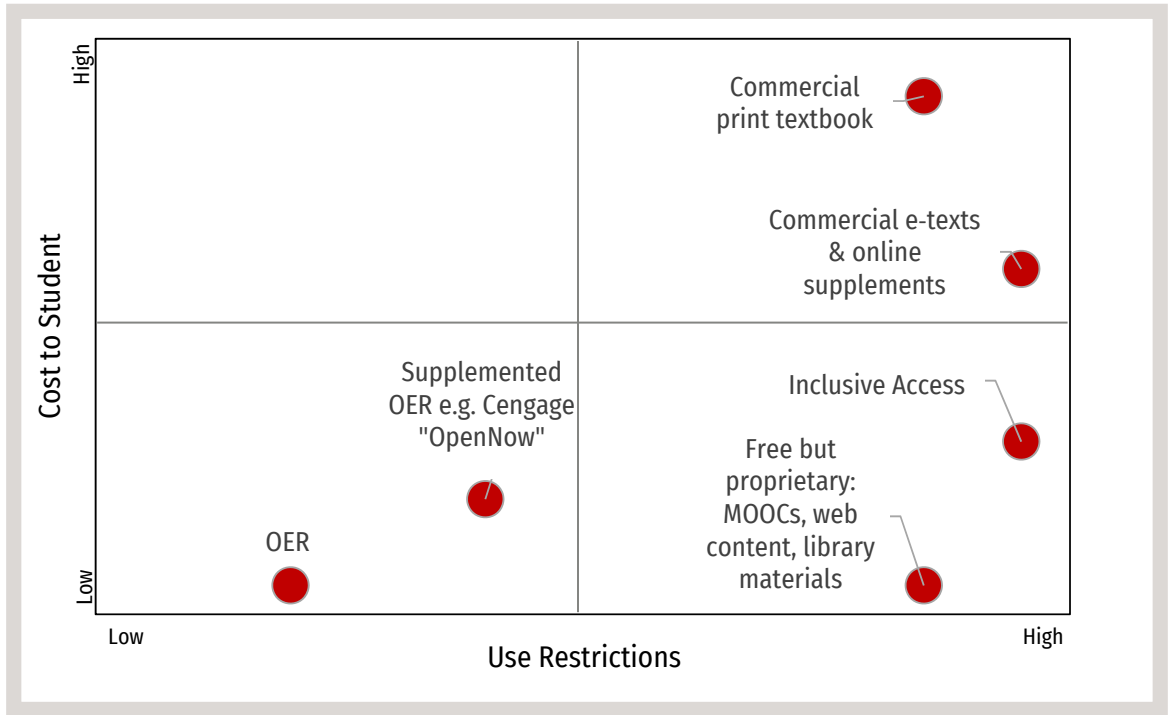 High
Commercial
print textbook
Commercial e-texts
& online
supplements
Cost to Student
Supplemented
OER e.g. Cengage
"OpenNow"
Inclusive Access
Free but
proprietary:
MOOCs, web
content, library
materials
OER
Low
Low
High
Use Restrictions